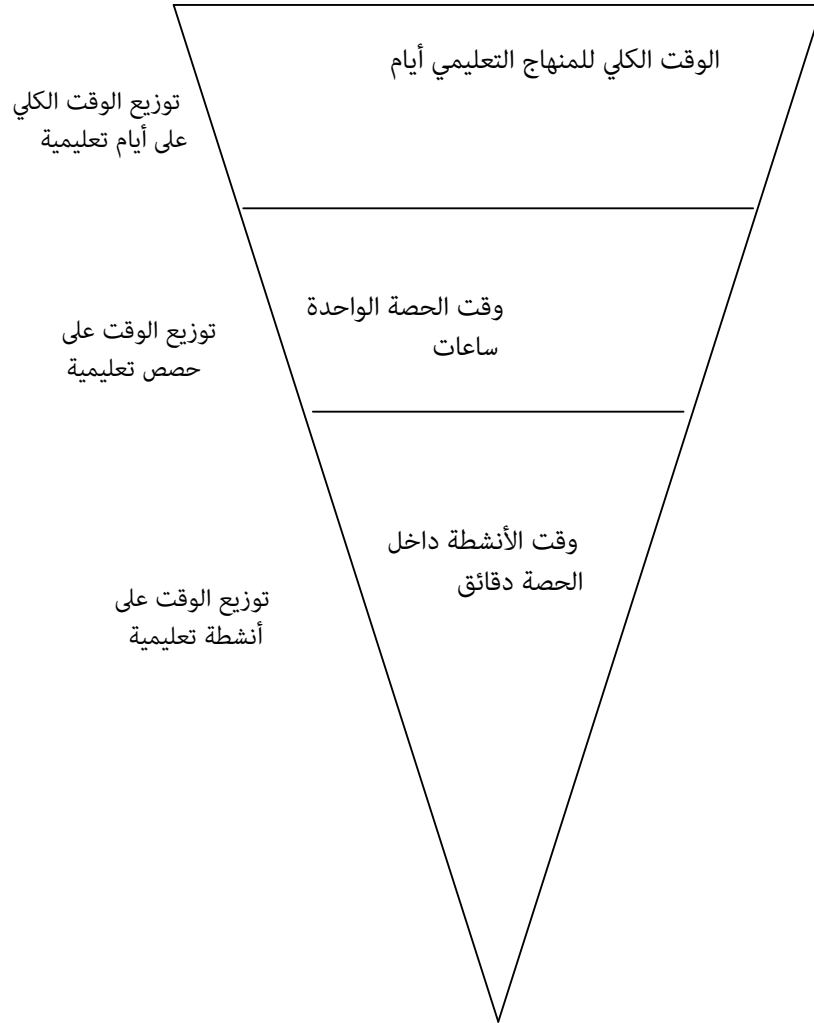 الوقت الكلي للمنهاج التعليمي أيام
توزيع الوقت الكلي
على أيام تعليمية
وقت الحصة الواحدة
ساعات
توزيع الوقت على
حصص تعليمية
وقت الأنشطة داخل
الحصة دقائق
توزيع الوقت على
أنشطة تعليمية